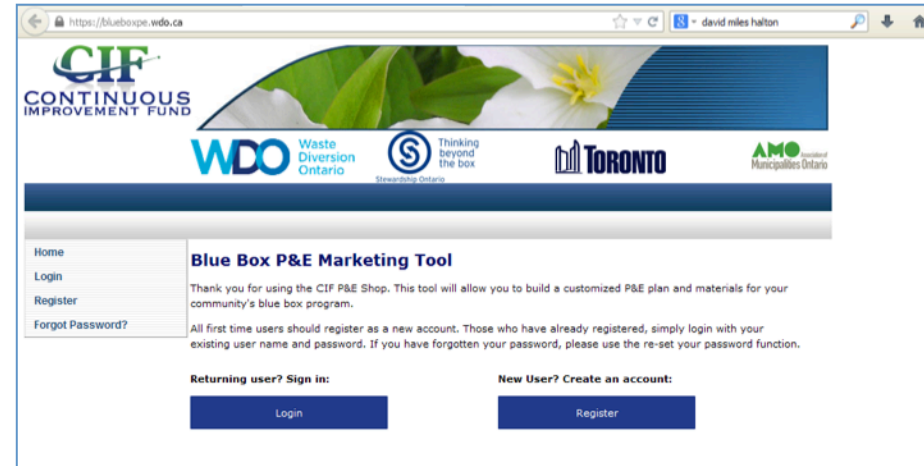 https://blueboxpe.wdo.ca
david miles halton
CIF
CONTINUOUS
IMPROVEMENT FUND
WDO Waste
Diversion
Ontario
Stewardship Ontario
Thinking
beyond
the box
TORONTO
AMO Association of
Municipalities Ontario
Home
Login
Register
Forgot Password?
Blue Box P&E Marketing Tool
Thank you for using the CIF P&E Shop. This tool will allow you to build a customized P&E plan and materials for your
community's blue box program.
All first time users should register as a new account. Those who have already registered, simply login with your
existing user name and password. If you have forgotten your password, please use the re-set your password function.
Returning user? Sign in:
New User? Create an account:
Login
Register